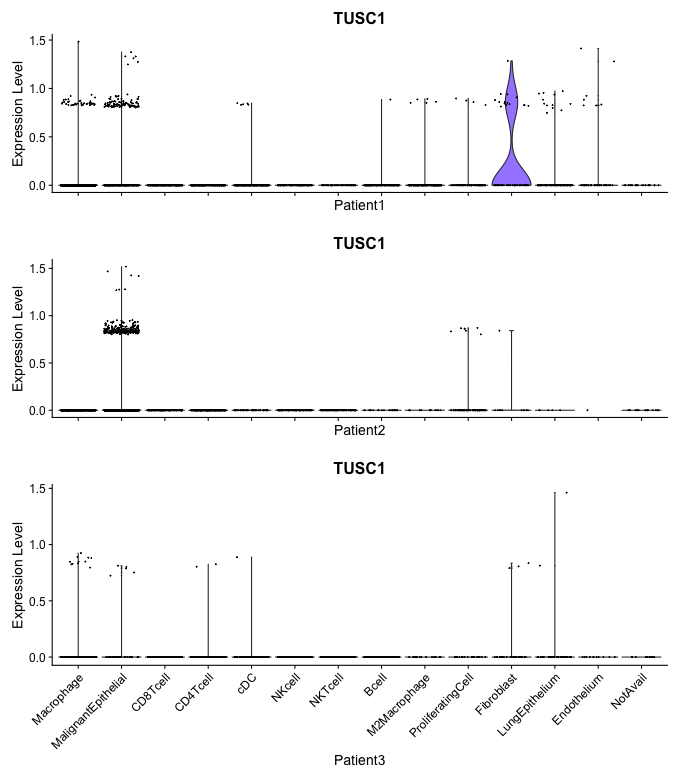 TUSC1
Expression Level
1.5
1.0
0.5
0.0
Patient1
TUSC1
Expression Level
1.5
1.0
0.5
0.0
Patient2
TUSC1
Expression Level
1.5
1.0
0.5
0.0
Macrophage
MalignantEpithelial
CD8Tcell
CD4Tcell
cDC
NKcell
NKTcell
Bcell
M2Macrophage
ProliferatingCell
Fibroblast
LungEpithelium
Endothelium
NotAvail
Patient3